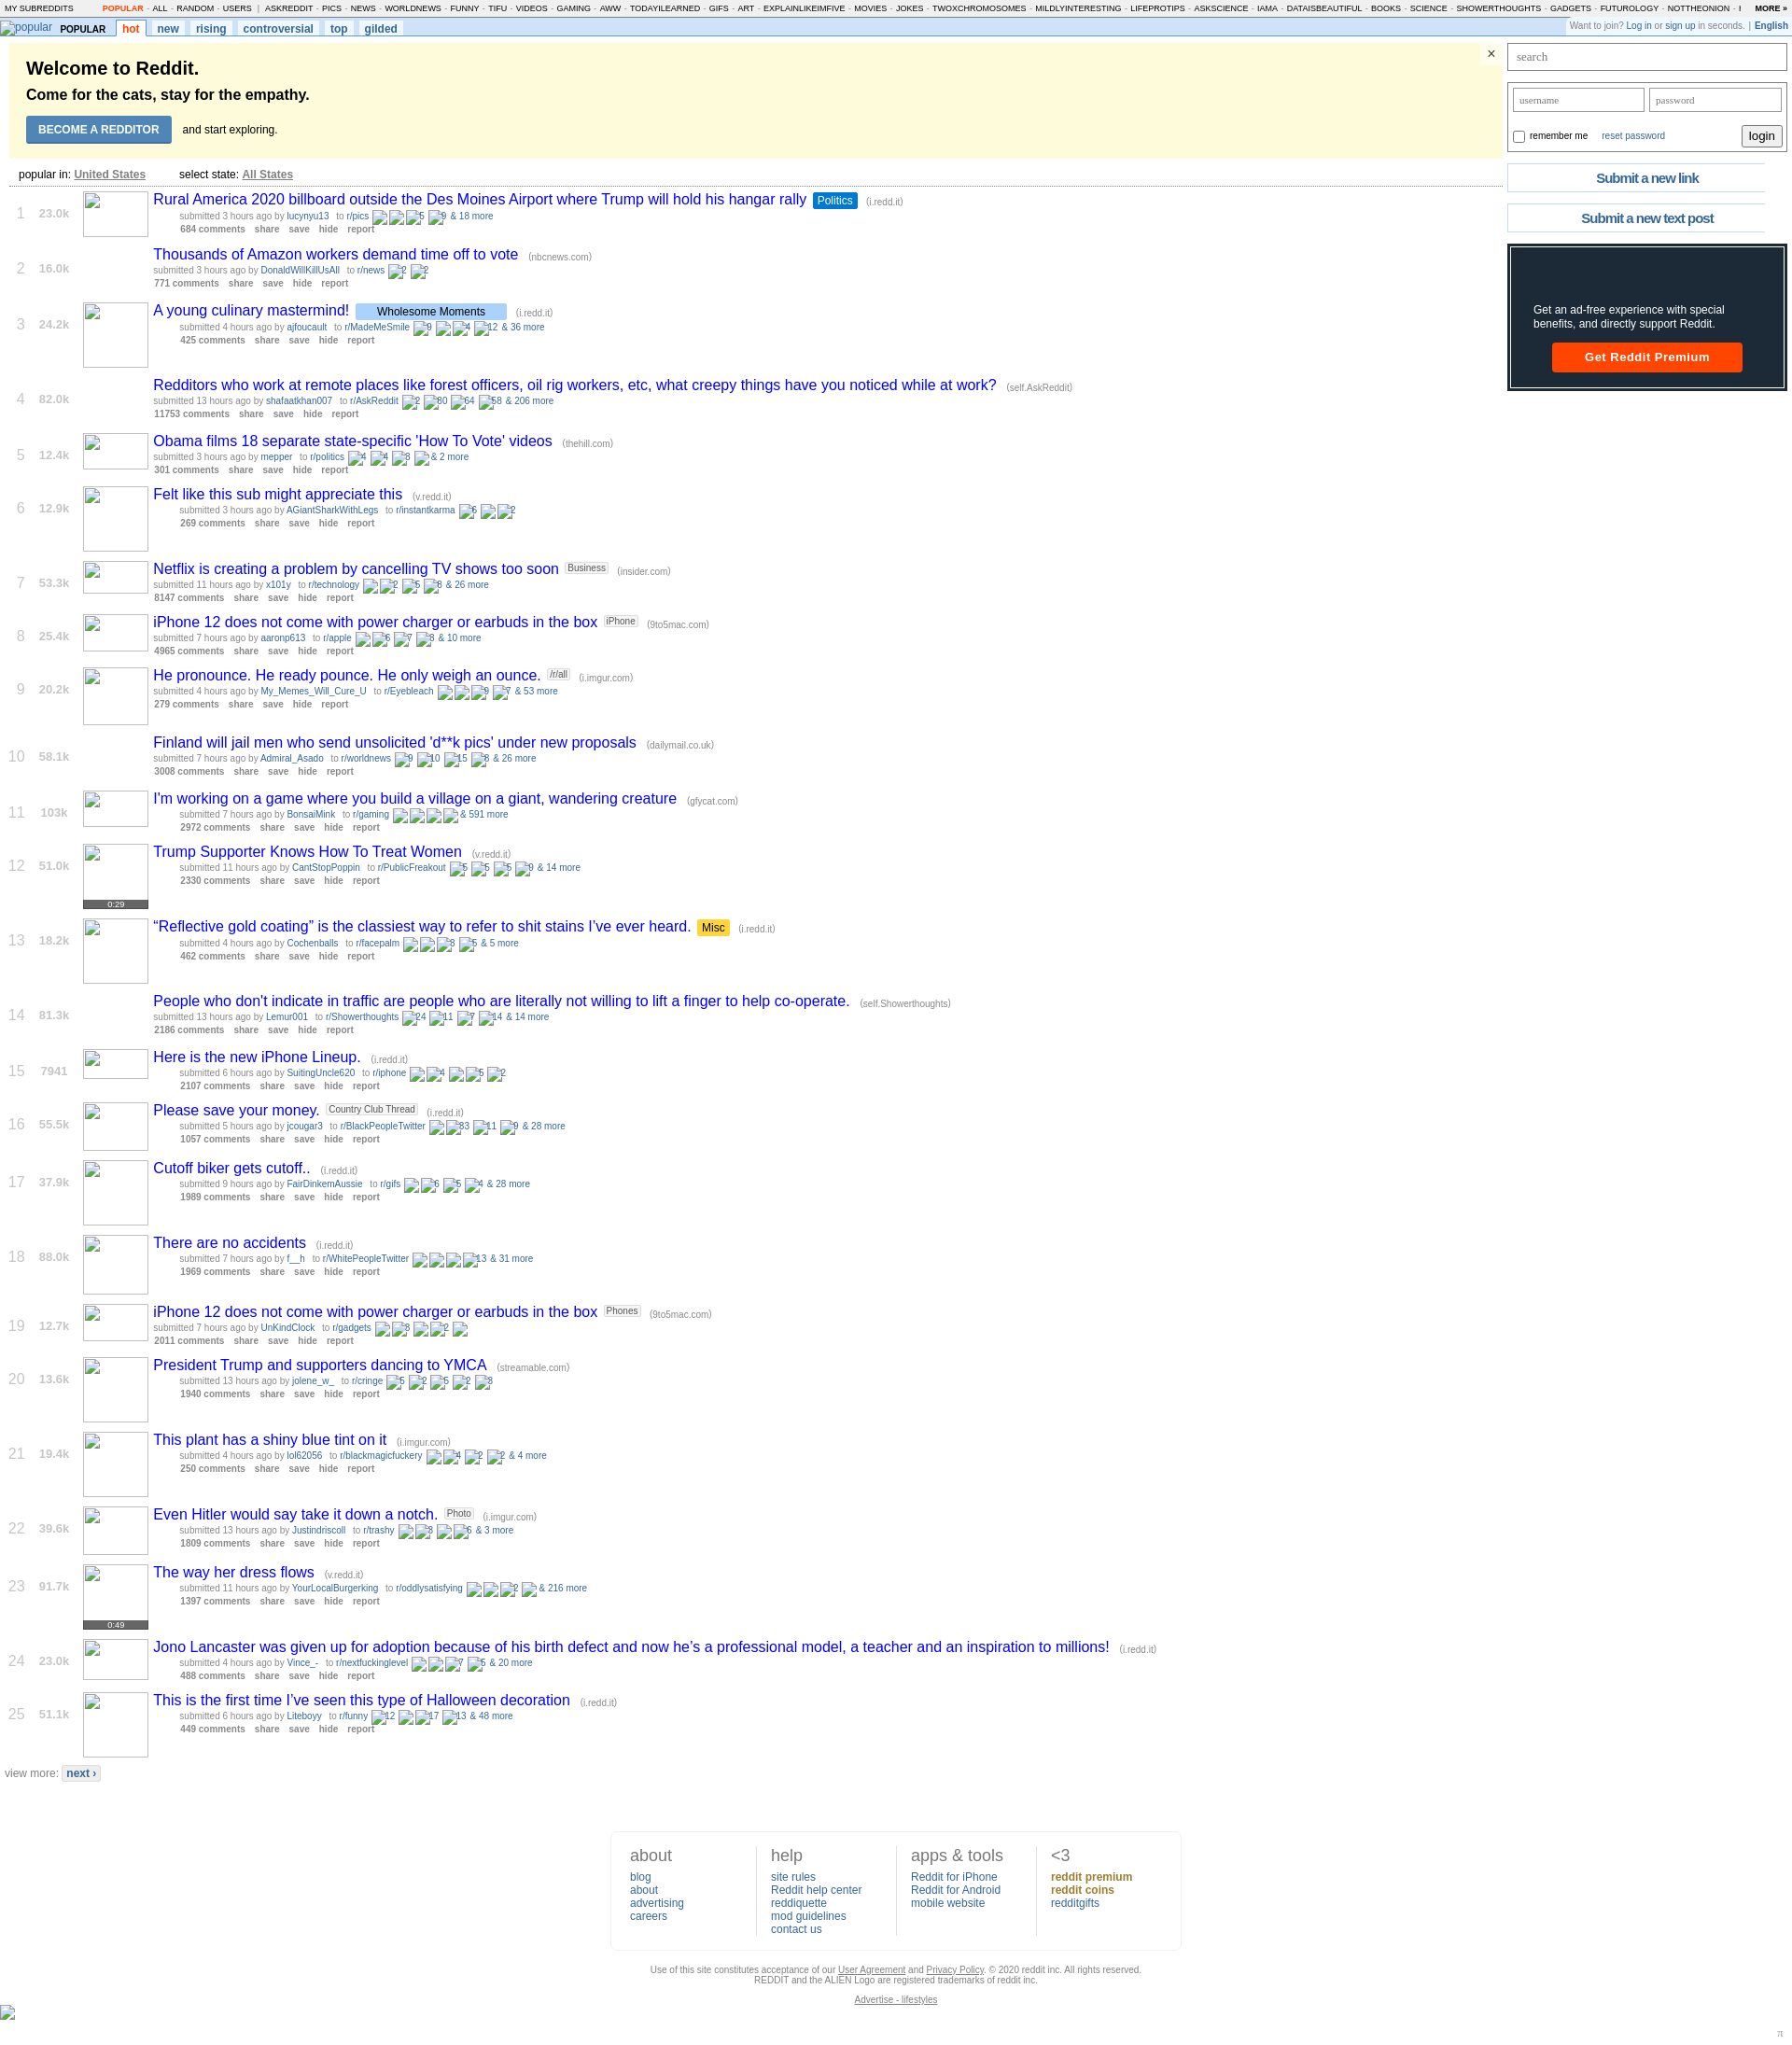 MY SUBREDDITS POPULAR - ALL - RANDOM - USERS | ASKREDDIT - PICS - NEWS - WORLDNEWS - FUNNY - TIFU - VIDEOS - GAMING - AWW - TODAYILEARNED - GIFS - ART - EXPLAINLIKEIMFIVE - MOVIES - JOKES - TWOXCHROMOSOMES - MILDLYINTERESTING - LIFEPROTIPS - ASKSCIENCE - IAMA - DATAISBEAUTIFUL - BOOKS - SCIENCE - SHOWERTHOUGHTS - GADGETS - FUTUROLOGY - NOTTHEONION - MORE »
popular POPULAR hot new rising controversial top gilded Want to join? Log in or sign up in seconds. | English
Welcome to Reddit. ×
Come for the cats, stay for the empathy.
BECOME A REDDITOR and start exploring.
search
username password
remember me reset password login
Submit a new link
Submit a new text post
Get an ad-free experience with special
benefits, and directly support Reddit.
Get Reddit Premium
popular in: United States select state: All States
1 23.0k Rural America 2020 billboard outside the Des Moines Airport where Trump will hold his hangar rally Politics (i.redd.it)
submitted 3 hours ago by lucynyu13 to r/pics 5 9 & 18 more
684 comments share save hide report
2 16.0k Thousands of Amazon workers demand time off to vote (nbcnews.com)
submitted 3 hours ago by DonaldWillKillUsAll to r/news 2 2
771 comments share save hide report
3 24.2k A young culinary mastermind! Wholesome Moments (i.redd.it)
submitted 4 hours ago by ajfoucault to r/MadeMeSmile 9 4 12 & 36 more
425 comments share save hide report
4 82.0k Redditors who work at remote places like forest officers, oil rig workers, etc, what creepy things have you noticed while at work? (self.AskReddit)
submitted 13 hours ago by shafaatkhan007 to r/AskReddit 2 80 64 58 & 206 more
11753 comments share save hide report
5 12.4k Obama films 18 separate state-specific 'How To Vote' videos (thehill.com)
submitted 3 hours ago by mepper to r/politics 4 4 3 & 2 more
301 comments share save hide report
6 12.9k Felt like this sub might appreciate this (v.redd.it)
submitted 3 hours ago by AGiantSharkWithLegs to r/instantkarma 6 2
269 comments share save hide report
7 53.3k Netflix is creating a problem by cancelling TV shows too soon Business (insider.com)
submitted 11 hours ago by x101y to r/technology 2 5 8 & 26 more
8147 comments share save hide report
8 25.4k iPhone 12 does not come with power charger or earbuds in the box iPhone (9to5mac.com)
submitted 7 hours ago by aaronp613 to r/apple 6 7 3 & 10 more
4965 comments share save hide report
9 20.2k He pronounce. He ready pounce. He only weigh an ounce. /r/all (i.imgur.com)
submitted 4 hours ago by My_Memes_Will_Cure_U to r/Eyebleach 9 7 & 53 more
279 comments share save hide report
10 58.1k Finland will jail men who send unsolicited 'd**k pics' under new proposals (dailymail.co.uk)
submitted 7 hours ago by Admiral_Asado to r/worldnews 9 10 15 8 & 26 more
3008 comments share save hide report
11 103k I'm working on a game where you build a village on a giant, wandering creature (gfycat.com)
submitted 7 hours ago by BonsaiMink to r/gaming & 591 more
2972 comments share save hide report
12 51.0k Trump Supporter Knows How To Treat Women (v.redd.it)
submitted 11 hours ago by CantStopPoppin to r/PublicFreakout 5 5 5 9 & 14 more
2330 comments share save hide report
0:29
13 18.2k “Reflective gold coating” is the classiest way to refer to shit stains I’ve ever heard. Misc (i.redd.it)
submitted 4 hours ago by Cochenballs to r/facepalm 3 5 & 5 more
462 comments share save hide report
14 81.3k People who don't indicate in traffic are people who are literally not willing to lift a finger to help co-operate. (self.Showerthoughts)
submitted 13 hours ago by Lemur001 to r/Showerthoughts 24 11 7 14 & 14 more
2186 comments share save hide report
15 7941 Here is the new iPhone Lineup. (i.redd.it)
submitted 6 hours ago by SuitingUncle620 to r/iphone 4 5 2
2107 comments share save hide report
16 55.5k Please save your money. Country Club Thread (i.redd.it)
submitted 5 hours ago by jcougar3 to r/BlackPeopleTwitter 33 11 9 & 28 more
1057 comments share save hide report
17 37.9k Cutoff biker gets cutoff.. (i.redd.it)
submitted 9 hours ago by FairDinkemAussie to r/gifs 6 5 4 & 28 more
1989 comments share save hide report
18 88.0k There are no accidents (i.redd.it)
submitted 7 hours ago by f__h to r/WhitePeopleTwitter 13 & 31 more
1969 comments share save hide report
19 12.7k iPhone 12 does not come with power charger or earbuds in the box Phones (9to5mac.com)
submitted 7 hours ago by UnKindClock to r/gadgets 3 2
2011 comments share save hide report
20 13.6k President Trump and supporters dancing to YMCA (streamable.com)
submitted 13 hours ago by jolene_w_ to r/cringe 5 2 5 2 3
1940 comments share save hide report
21 19.4k This plant has a shiny blue tint on it (i.imgur.com)
submitted 4 hours ago by lol62056 to r/blackmagicfuckery 4 2 2 & 4 more
250 comments share save hide report
22 39.6k Even Hitler would say take it down a notch. Photo (i.imgur.com)
submitted 13 hours ago by Justindriscoll to r/trashy 3 6 & 3 more
1809 comments share save hide report
23 91.7k The way her dress flows (v.redd.it)
submitted 11 hours ago by YourLocalBurgerking to r/oddlysatisfying 2 & 216 more
1397 comments share save hide report
0:49
24 23.0k Jono Lancaster was given up for adoption because of his birth defect and now he’s a professional model, a teacher and an inspiration to millions! (i.redd.it)
submitted 4 hours ago by Vince_- to r/nextfuckinglevel 7 5 & 20 more
488 comments share save hide report
25 51.1k This is the first time I’ve seen this type of Halloween decoration (i.redd.it)
submitted 6 hours ago by Liteboyy to r/funny 12 17 13 & 48 more
449 comments share save hide report
view more: next ›
about
blog
about
advertising
careers
help
site rules
Reddit help center
reddiquette
mod guidelines
contact us
apps & tools
Reddit for iPhone
Reddit for Android
mobile website
<3
reddit premium
reddit coins
redditgifts
Use of this site constitutes acceptance of our User Agreement and Privacy Policy. © 2020 reddit inc. All rights reserved.
REDDIT and the ALIEN Logo are registered trademarks of reddit inc.
Advertise - lifestyles
π